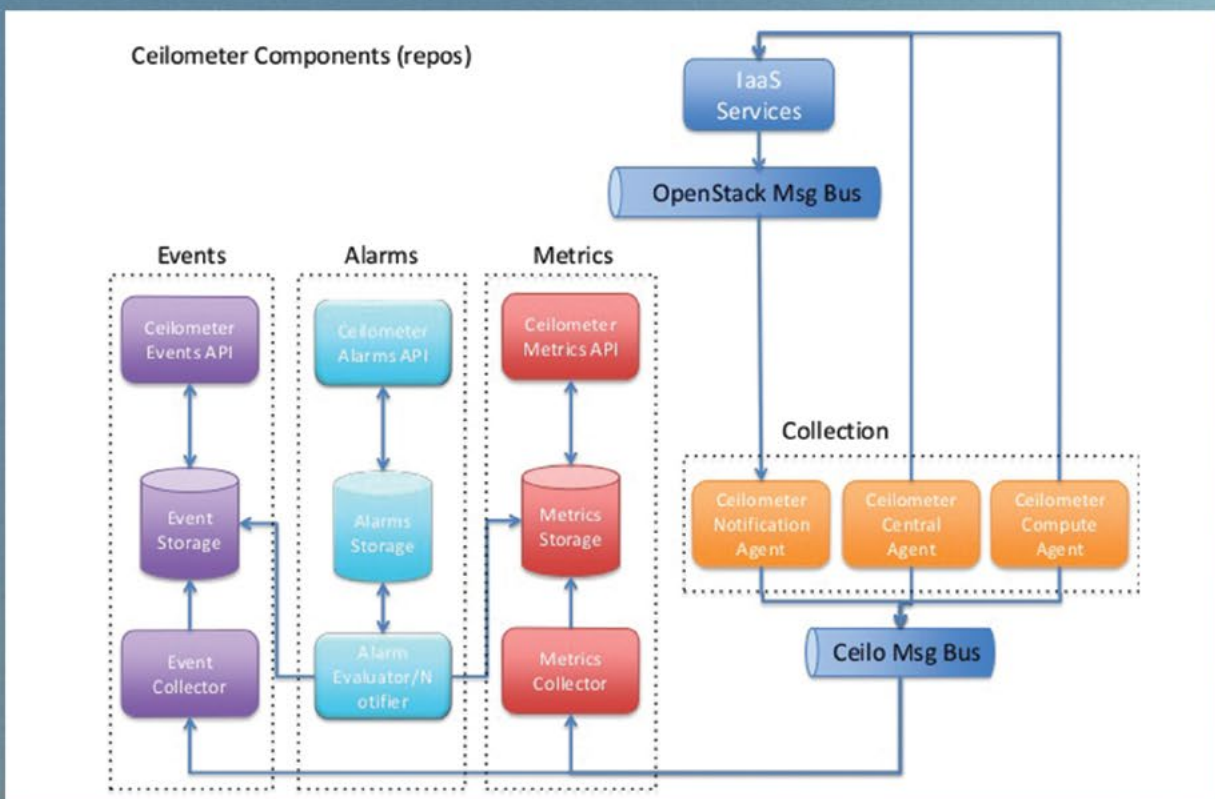 Ceilometer Components (repos)
IaaS
Services
OpenStack Msg Bus
Events
Alarms
Metrics
Ceilometer
Events API
Ceilometer
Alarms API
Ceilometer
Metrics API
Collection
Event
Storage
Alarms
Storage
Metrics
Storage
Ceilometer
Notification
Agent
Ceilometer
Central
Agent
Ceilometer
Compute
Agent
Event
Collector
Alarm
Evaluator/N
otifier
Metrics
Collector
Ceilo Msg Bus